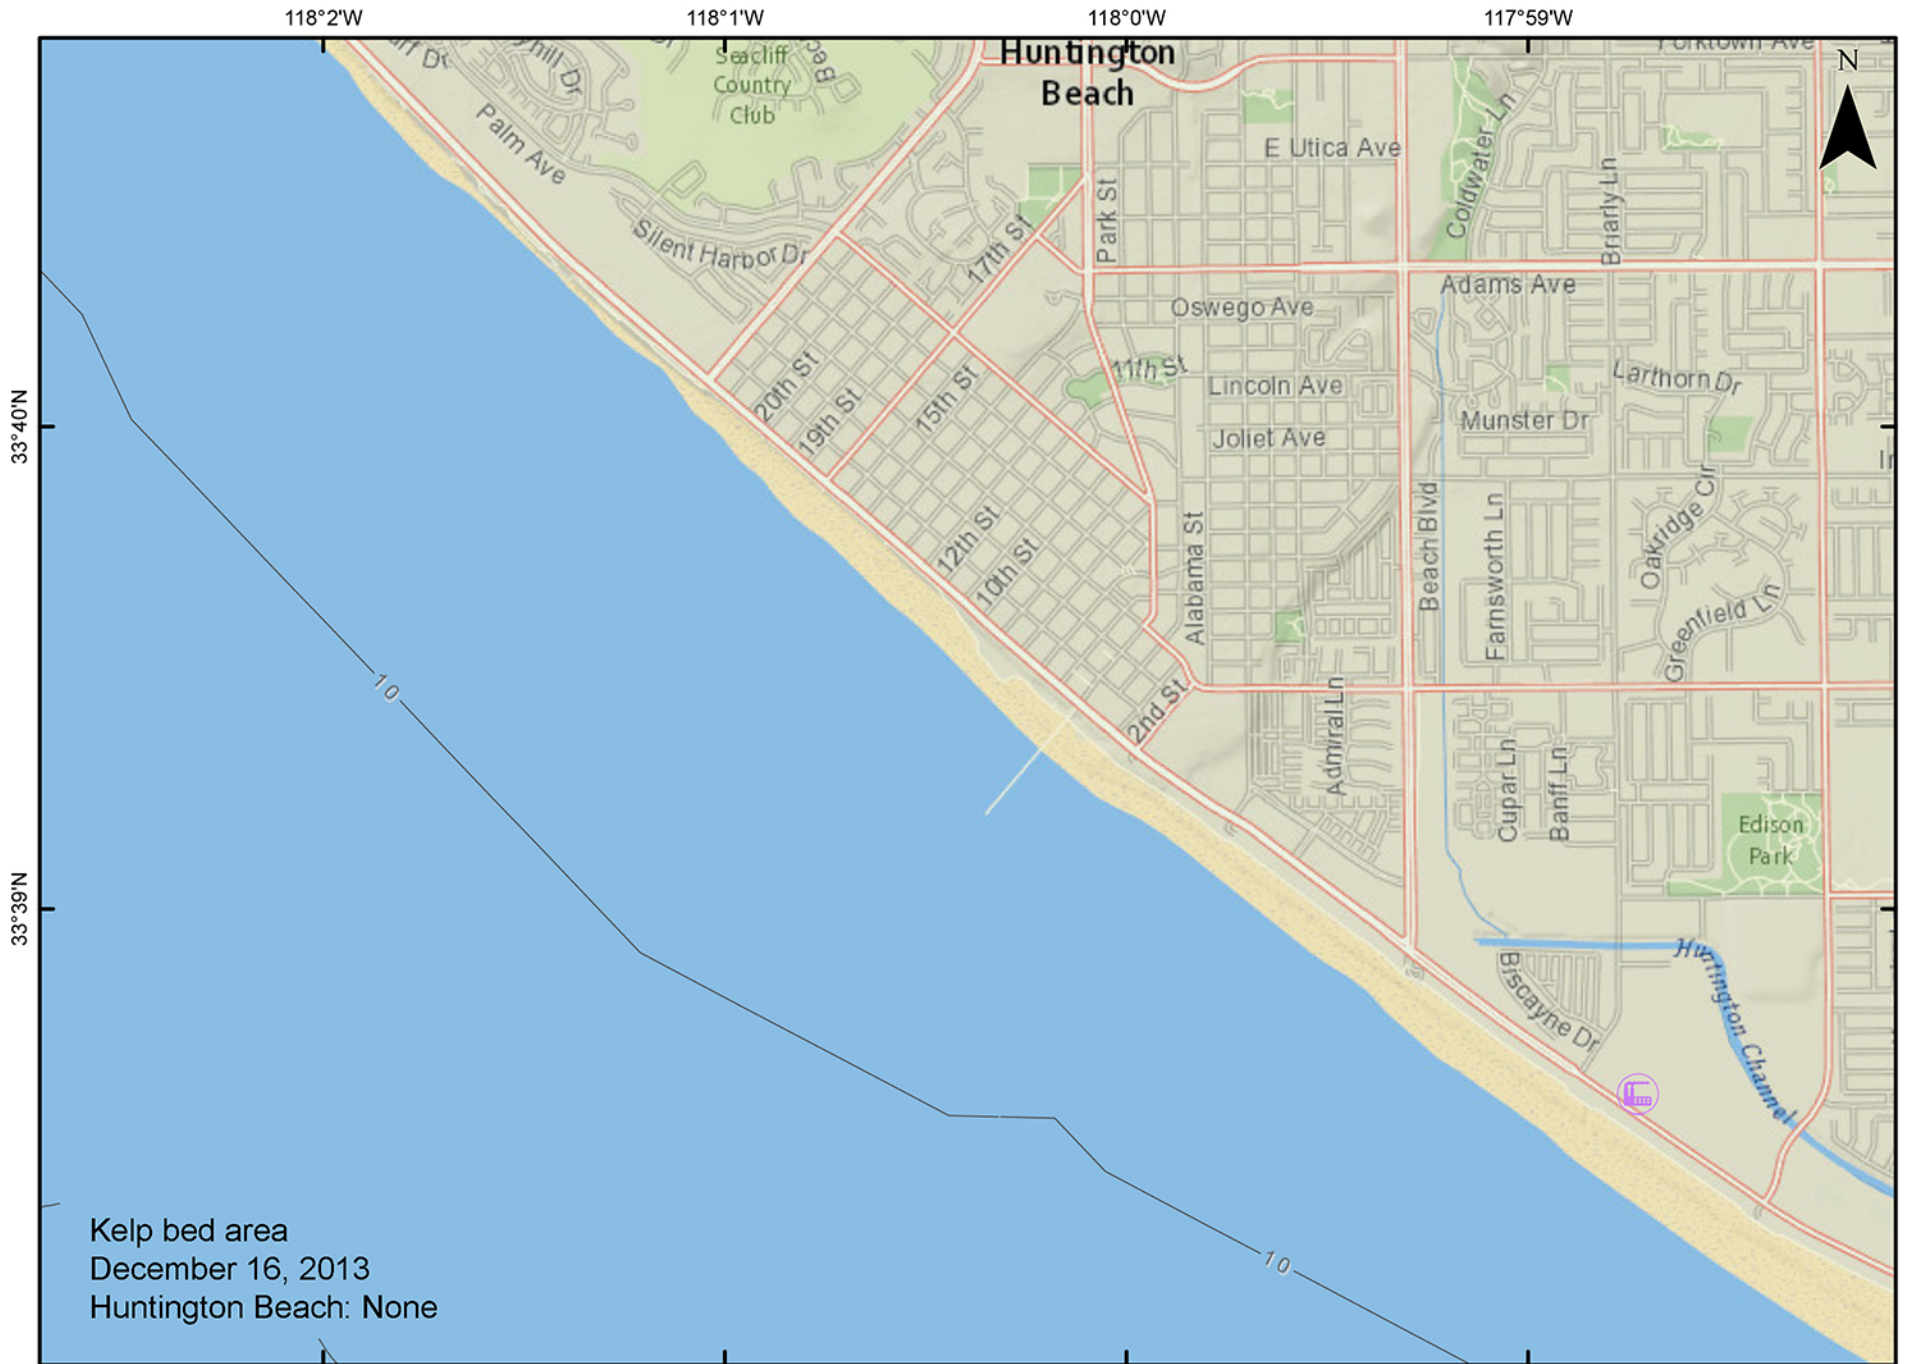 118°2'W
118°1'W
118°0'W
117°59'W
33°40'N
33°39'N
N
Huntington
Beach
Seacliff
Country
Club
Palm Ave
Silent Harbor Dr
17th St
Park St
E Utica Ave
Coldwater Ln
Briarly Ln
Yorktown Ave
Adams Ave
Oswego Ave
11th St
Lincoln Ave
Larthorn Dr
Joliet Ave
Munster Dr
20th St
19th St
15th St
12th St
10th St
Alabama St
Beach Blvd
Farnsworth Ln
Oakridge Cir
Greenfield Ln
2nd St
Admiral Ln
Cupar Ln
Banff Ln
Edison
Park
Huntington Channel
Biscayne Dr
10
10
Kelp bed area
December 16, 2013
Huntington Beach: None